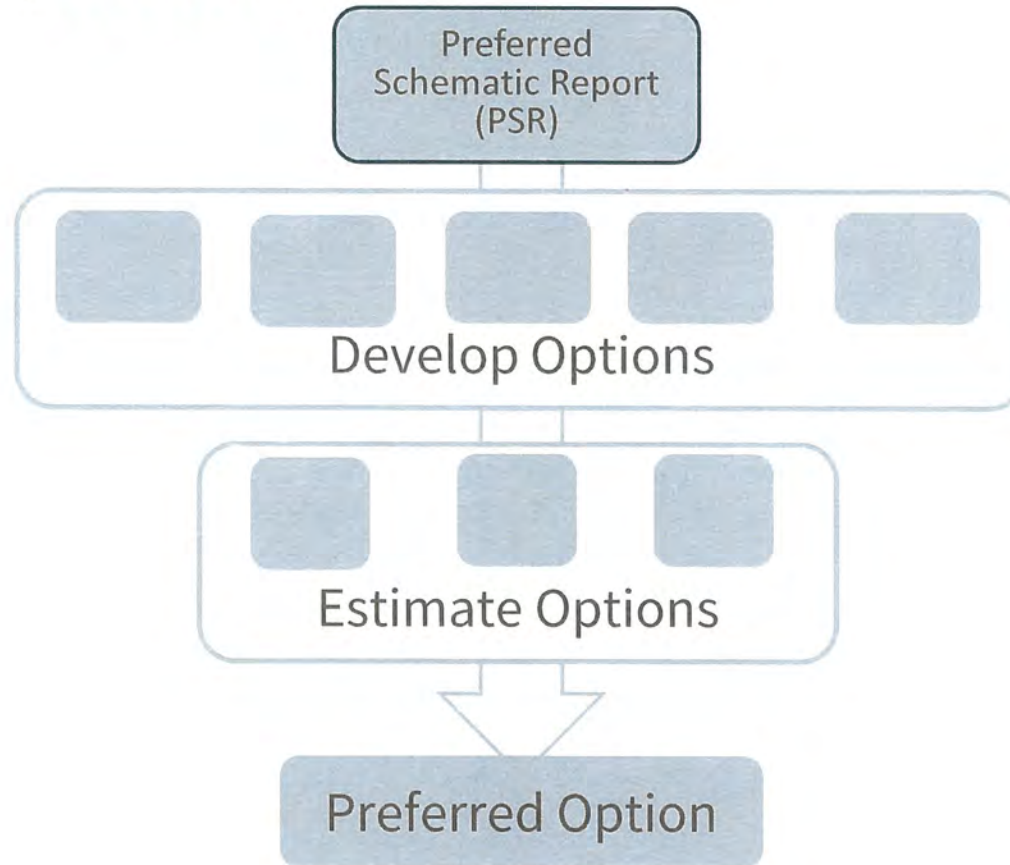 Preferred
Schematic Report
(PSR)
Develop Options
Estimate Options
Preferred Option